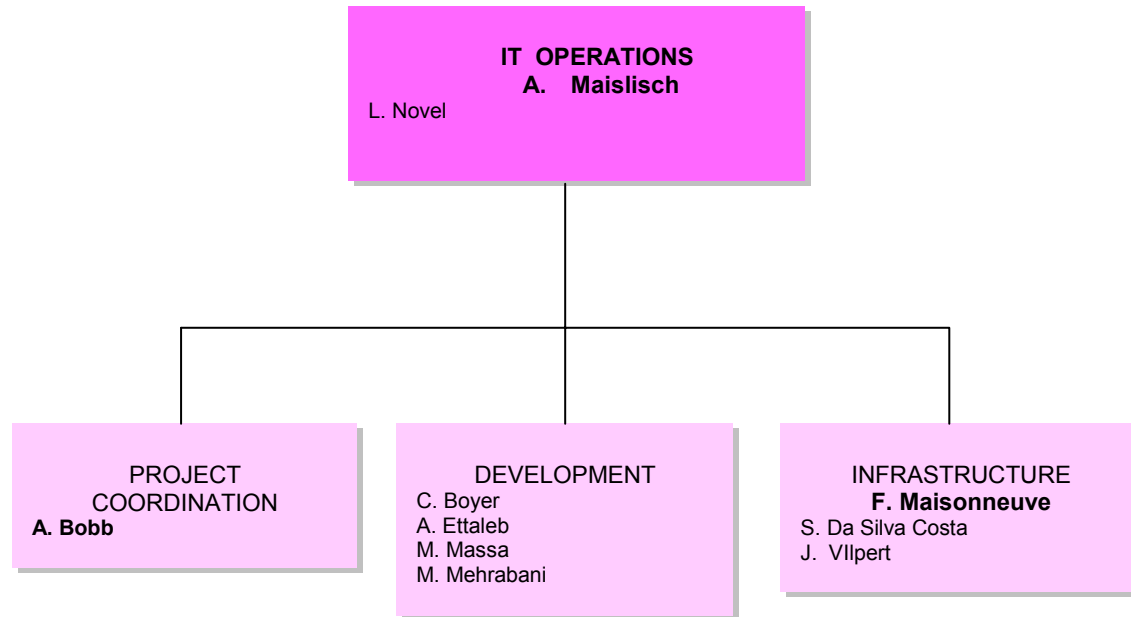 IT OPERATIONS
A. Maislisch
L. Novel
PROJECT
COORDINATION
A. Bobb
DEVELOPMENT
C. Boyer
A. Ettaleb
M. Massa
M. Mehrabani
INFRASTRUCTURE
F. Maisonneuve
S. Da Silva Costa
J. VIlpert